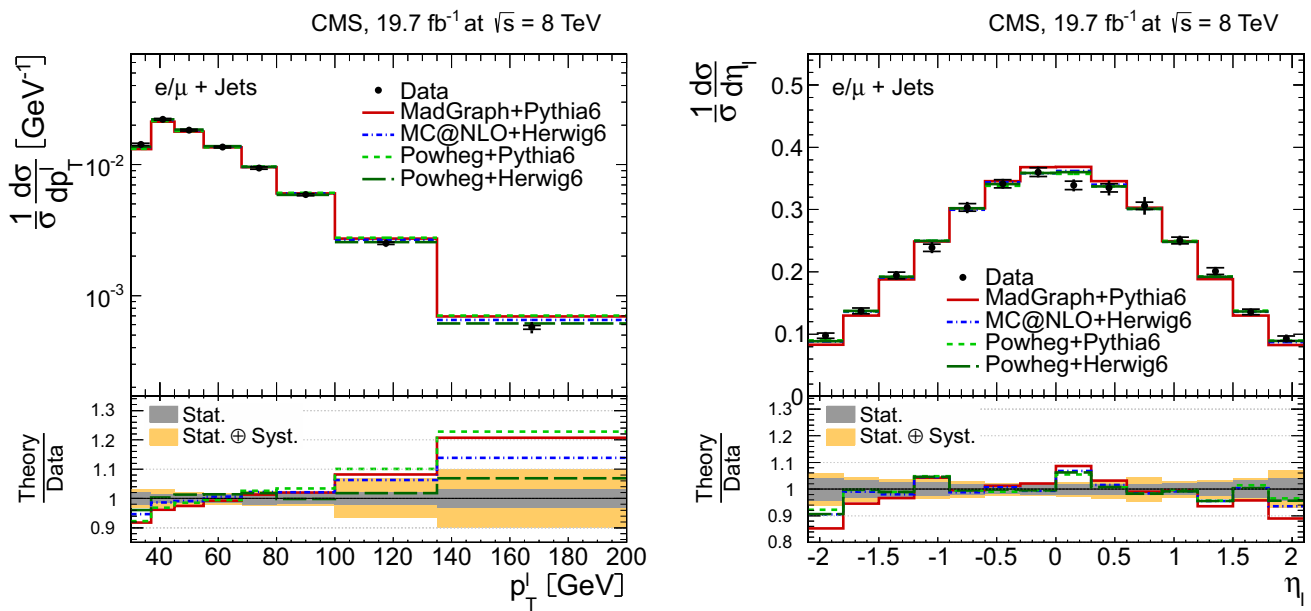 CMS, 19.7 fb⁻¹ at √s = 8 TeV
1/σ dσ/dp_T^l [GeV⁻¹]
e/μ + Jets
Data
MadGraph+Pythia6
MC@NLO+Herwig6
Powheg+Pythia6
Powheg+Herwig6
10⁻²
10⁻³
Theory/Data
1.3
1.2
1.1
1
0.9
Stat.
Stat. ⊕ Syst.
40 60 80 100 120 140 160 180 200
p_T^l [GeV]
CMS, 19.7 fb⁻¹ at √s = 8 TeV
1/σ dσ/dη_l
e/μ + Jets
0.5
0.4
0.3
0.2
0.1
0
Data
MadGraph+Pythia6
MC@NLO+Herwig6
Powheg+Pythia6
Powheg+Herwig6
Theory/Data
1.3
1.2
1.1
1
0.9
0.8
Stat.
Stat. ⊕ Syst.
-2 -1.5 -1 -0.5 0 0.5 1 1.5 2
η_l